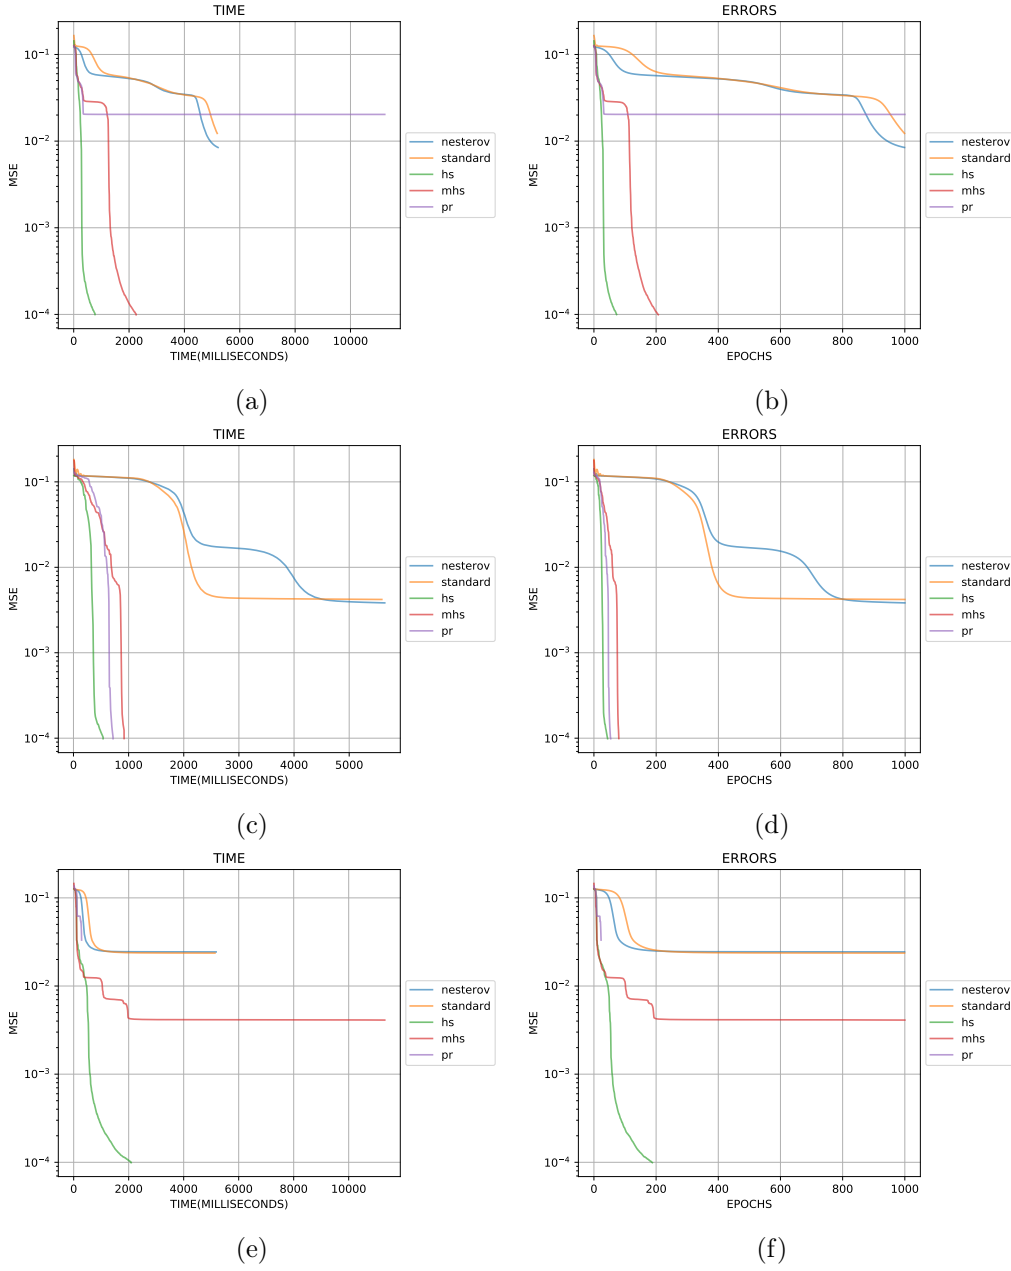 TIME
MSE
10⁻¹
10⁻²
10⁻³
10⁻⁴
0 2000 4000 6000 8000 10000
TIME(MILLISECONDS)
nesterov
standard
hs
mhs
pr
(a)
ERRORS
MSE
10⁻¹
10⁻²
10⁻³
10⁻⁴
0 200 400 600 800 1000
EPOCHS
nesterov
standard
hs
mhs
pr
(b)
TIME
MSE
10⁻¹
10⁻²
10⁻³
10⁻⁴
0 1000 2000 3000 4000 5000
TIME(MILLISECONDS)
nesterov
standard
hs
mhs
pr
(c)
ERRORS
MSE
10⁻¹
10⁻²
10⁻³
10⁻⁴
0 200 400 600 800 1000
EPOCHS
nesterov
standard
hs
mhs
pr
(d)
TIME
MSE
10⁻¹
10⁻²
10⁻³
10⁻⁴
0 2000 4000 6000 8000 10000
TIME(MILLISECONDS)
nesterov
standard
hs
mhs
pr
(e)
ERRORS
MSE
10⁻¹
10⁻²
10⁻³
10⁻⁴
0 200 400 600 800 1000
EPOCHS
nesterov
standard
hs
mhs
pr
(f)